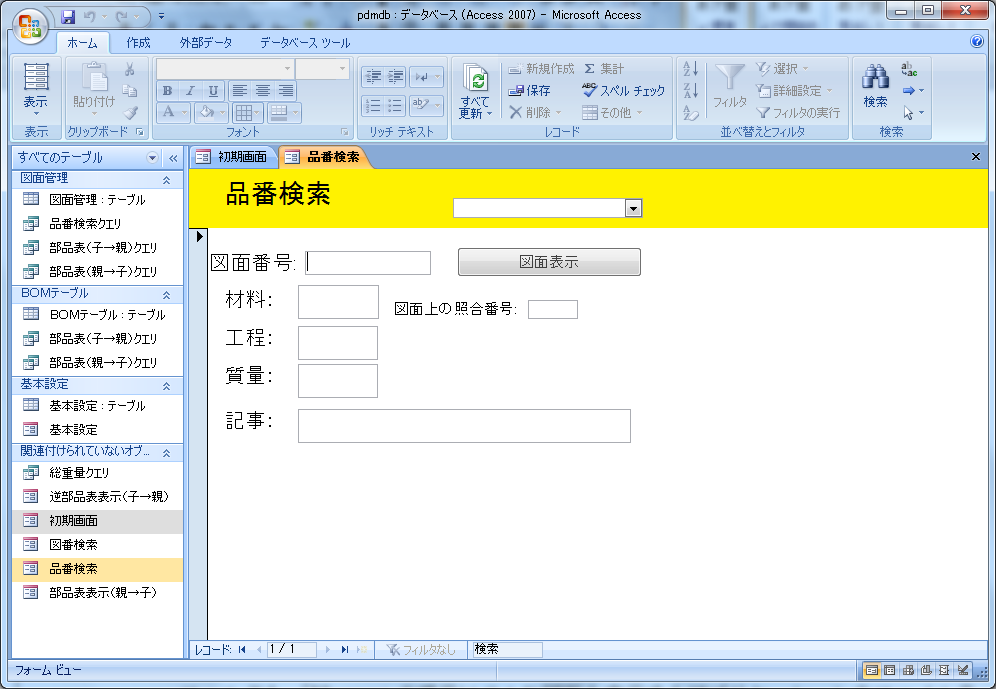 pdmdb : データベース (Access 2007) - Microsoft Access
ホーム 作成 外部データ データベース ツール
表示
貼り付け
B I U
A
すべて
更新
新規作成
保存
削除
Σ 集計
スペル チェック
その他
フィルタ
選択
詳細設定
フィルタの実行
検索
表示 クリップボード フォント リッチ テキスト レコード 並べ替えとフィルタ 検索
すべてのテーブル
図面管理
図面管理 : テーブル
品番検索クエリ
部品表(子→親)クエリ
部品表(親→子)クエリ
BOMテーブル
BOMテーブル : テーブル
部品表(子→親)クエリ
部品表(親→子)クエリ
基本設定
基本設定 : テーブル
基本設定
関連付けられていないオブ...
総重量クエリ
逆部品表表示(子→親)
初期画面
図番検索
品番検索
部品表表示(親→子)
初期画面 品番検索
品番検索
図面番号:
図面表示
材料:
図面上の照合番号:
工程:
質量:
記事:
レコード: 1 / 1 フィルタなし 検索
フォーム ビュー